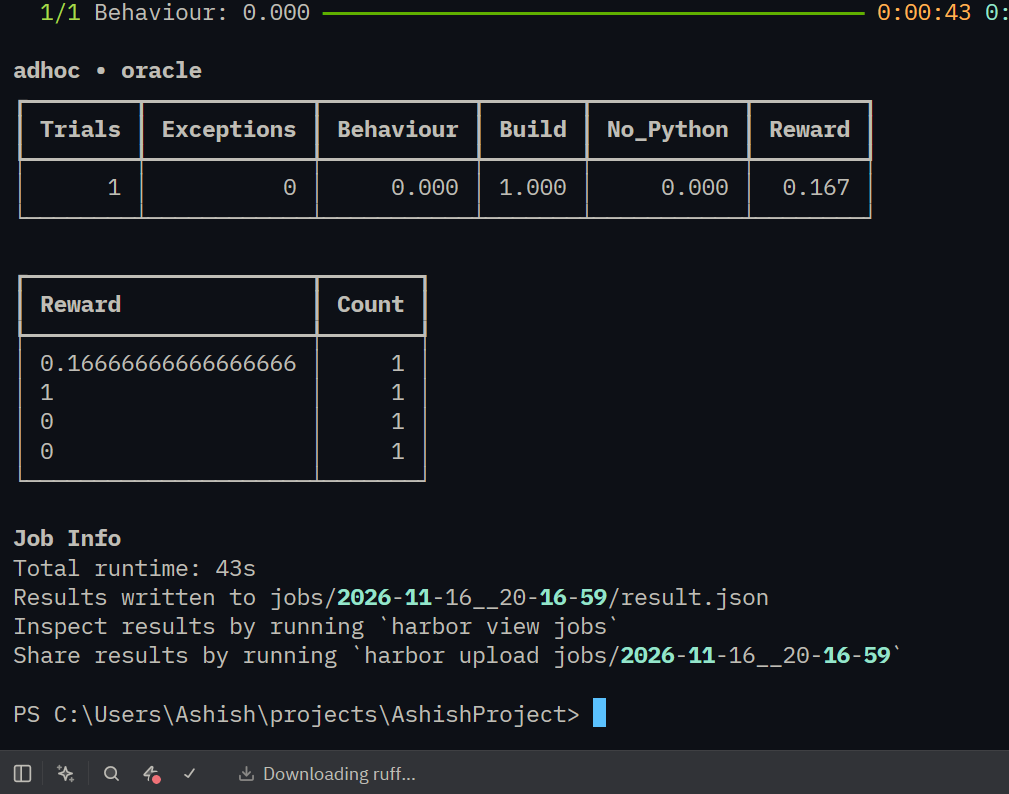 1/1 Behaviour: 0.000 0:00:43 0:
adhoc • oracle
Trials Exceptions Behaviour Build No_Python Reward
1 0 0.000 1.000 0.000 0.167
Reward Count
0.16666666666666666 1
1 1
0 1
0 1
Job Info
Total runtime: 43s
Results written to jobs/2026-11-16__20-16-59/result.json
Inspect results by running `harbor view jobs`
Share results by running `harbor upload jobs/2026-11-16__20-16-59`
PS C:\Users\Ashish\projects\AshishProject>
Downloading ruff...